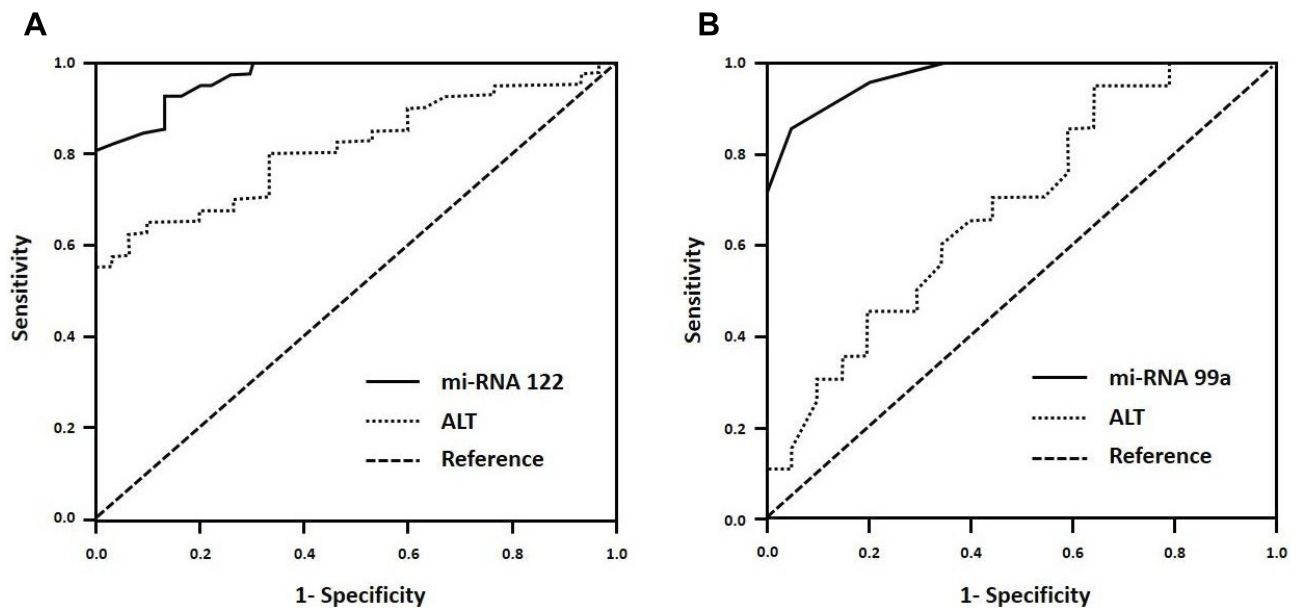 A
Sensitivity
1.0
0.8
0.6
0.4
0.2
0.0
mi-RNA 122
ALT
Reference
0.0 0.2 0.4 0.6 0.8 1.0
1- Specificity
B
Sensitivity
1.0
0.8
0.6
0.4
0.2
0.0
mi-RNA 99a
ALT
Reference
0.0 0.2 0.4 0.6 0.8 1.0
1- Specificity